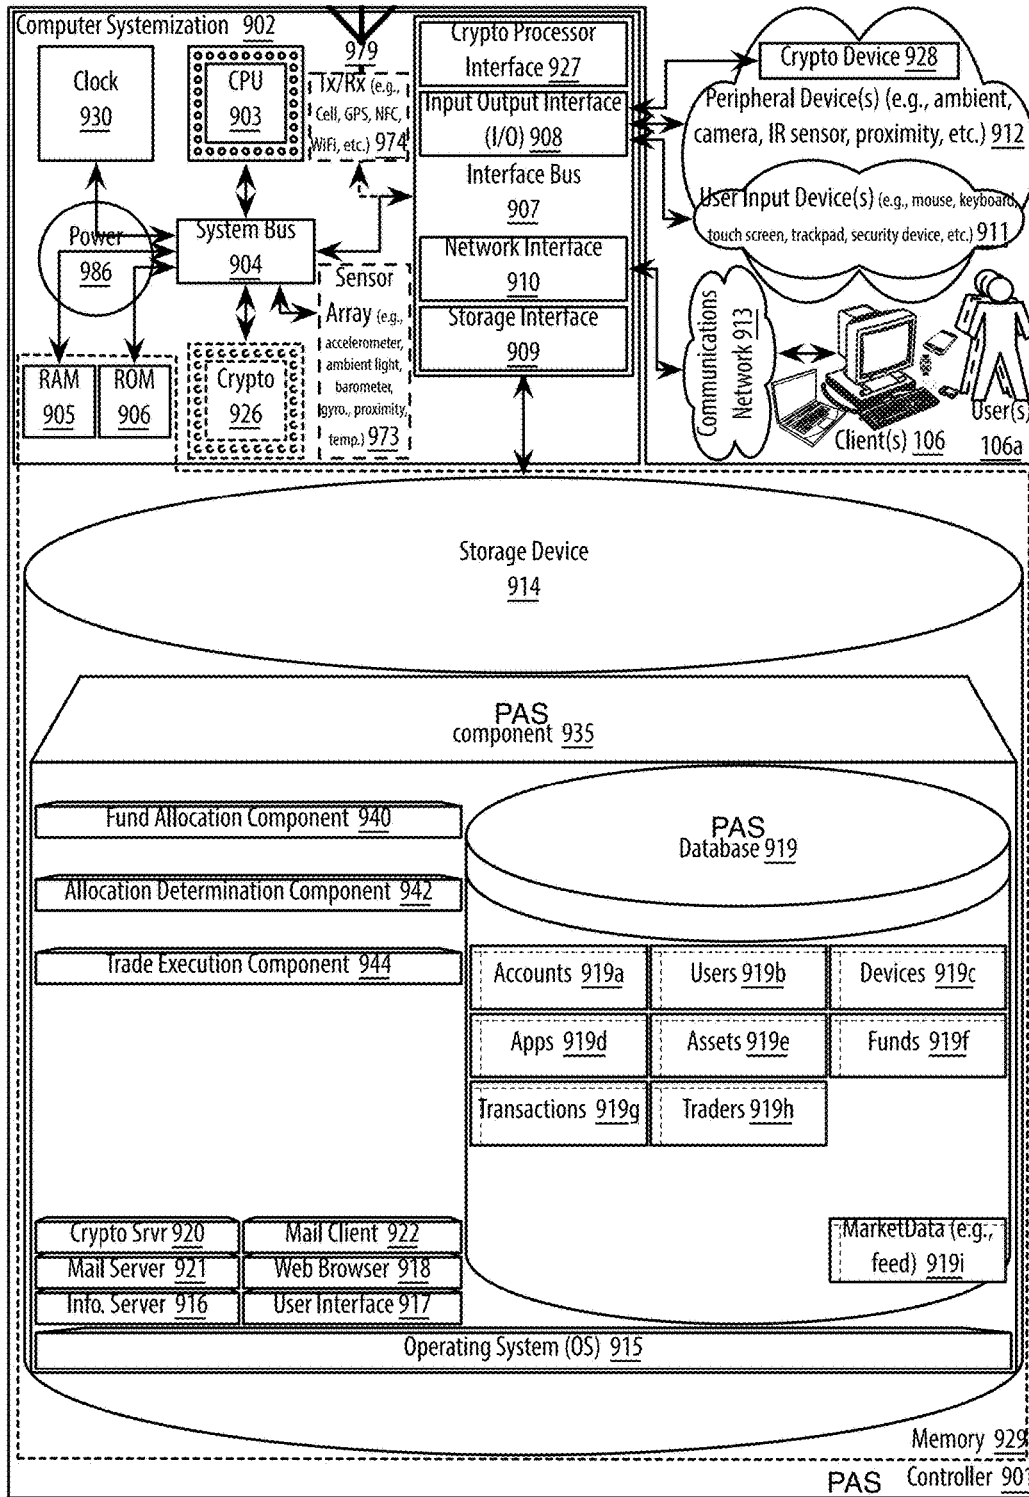 Computer Systemization 902
Clock
930
CPU
903
979
Tx/Rx (e.g.,
Cell, GPS, NFC,
WiFi, etc.) 974
Crypto Processor
Interface 927
Input Output Interface
(I/O) 908
Interface Bus
907
Network Interface
910
Storage Interface
909
Crypto Device 928
Peripheral Device(s) (e.g., ambient,
camera, IR sensor, proximity, etc.) 912
User Input Device(s) (e.g., mouse, keyboard,
touch screen, trackpad, security device, etc.) 911
Power
986
System Bus
904
Sensor
Array (e.g.,
accelerometer,
ambient light,
barometer,
gyro., proximity,
temp.) 973
RAM
905
ROM
906
Crypto
926
Communications
Network 913
Client(s) 106
User(s)
106a
Storage Device
914
PAS
component 935
Fund Allocation Component 940
Allocation Determination Component 942
Trade Execution Component 944
PAS
Database 919
Accounts 919a
Users 919b
Devices 919c
Apps 919d
Assets 919e
Funds 919f
Transactions 919g
Traders 919h
MarketData (e.g.,
feed) 919i
Crypto Srvr 920
Mail Client 922
Mail Server 921
Web Browser 918
Info. Server 916
User Interface 917
Operating System (OS) 915
Memory 929
PAS Controller 901